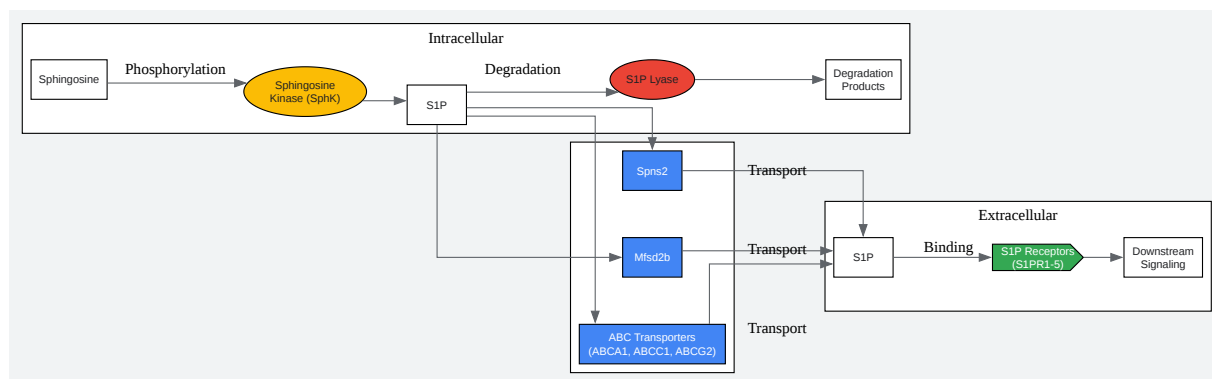 Intracellular
Sphingosine
Phosphorylation
Sphingosine
Kinase (SphK)
S1P
Degradation
S1P Lyase
Degradation
Products
Spns2
Transport
Mfsd2b
Transport
ABC Transporters
(ABCA1, ABCC1, ABCG2)
Transport
Extracellular
S1P
Binding
S1P Receptors
(S1PR1-5)
Downstream
Signaling